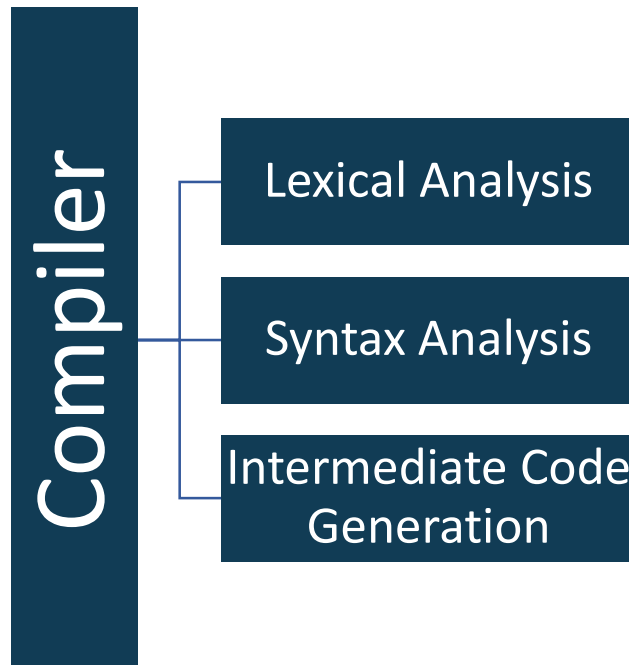 Compiler
Lexical Analysis
Syntax Analysis
Intermediate Code
Generation